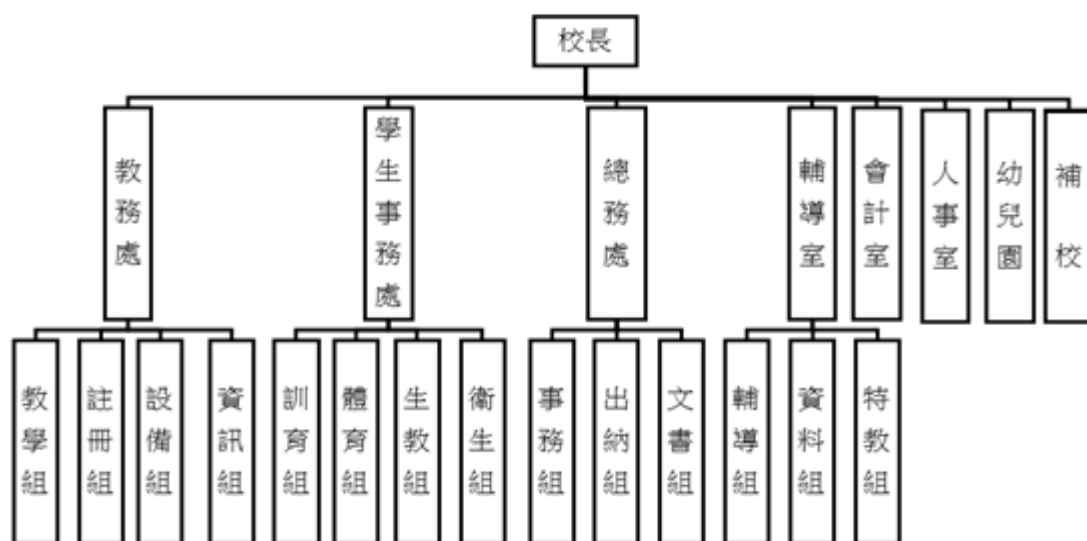 校長
教務處
學生事務處
總務處
輔導室
會計室
人事室
幼兒園
補校
教學組
註冊組
設備組
資訊組
訓育組
體育組
生教組
衛生組
事務組
出納組
文書組
輔導組
資料組
特教組